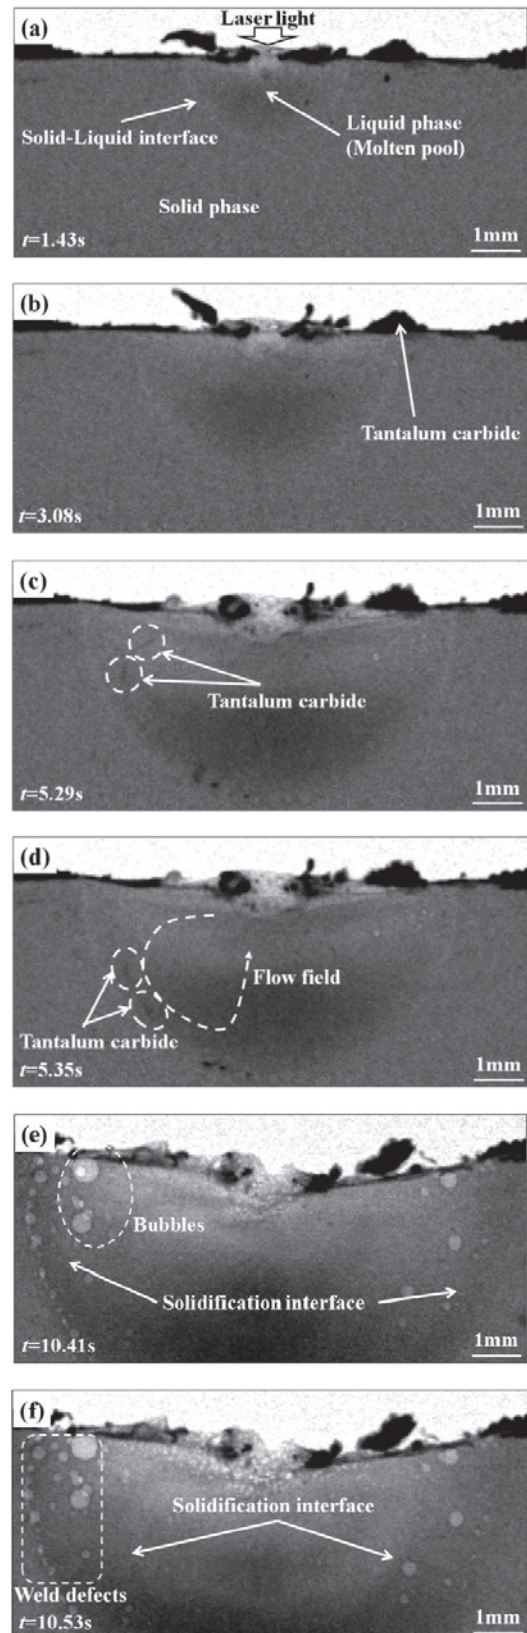 (a)
Laser light
Solid-Liquid interface
Liquid phase
(Molten pool)
Solid phase
t=1.43s
1mm
(b)
Tantalum carbide
t=3.08s
1mm
(c)
Tantalum carbide
t=5.29s
1mm
(d)
Flow field
Tantalum carbide
t=5.35s
1mm
(e)
Bubbles
Solidification interface
t=10.41s
1mm
(f)
Solidification interface
Weld defects
t=10.53s
1mm